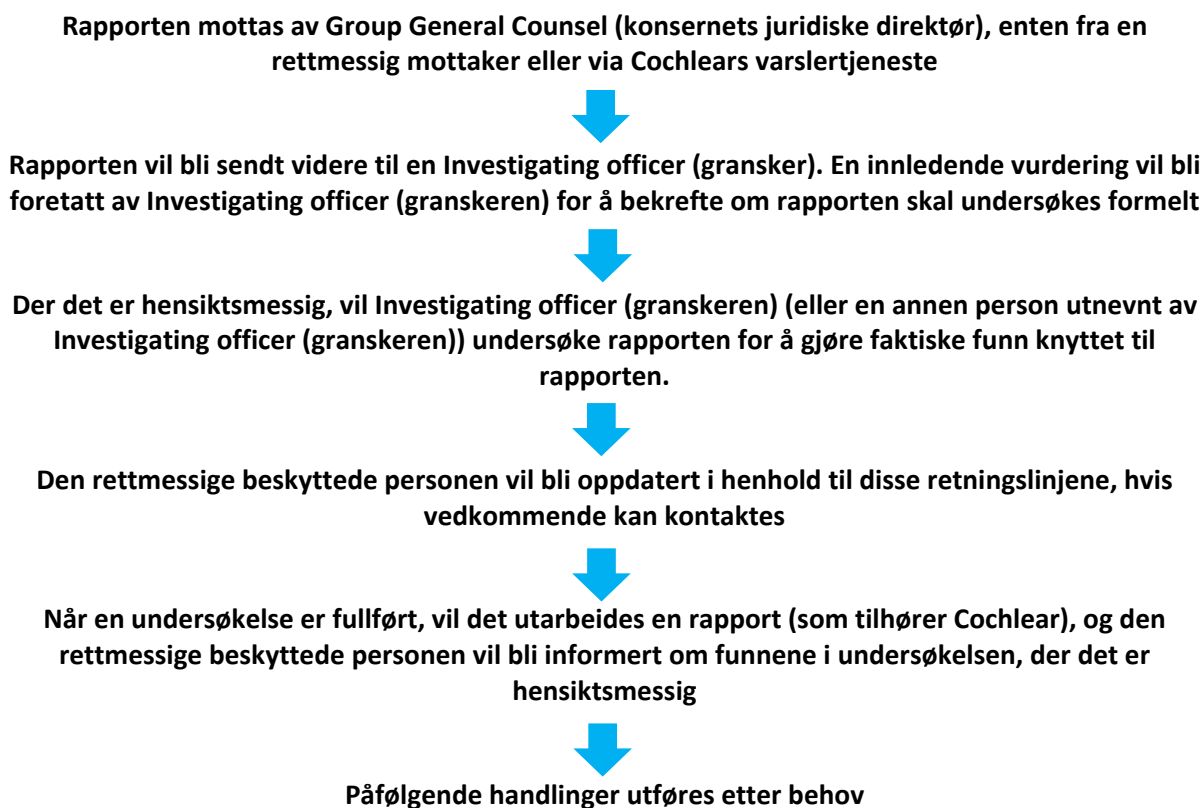 Rapporten mottas av Group General Counsel (konsernets juridiske direktør), enten fra en
rettmessig mottaker eller via Cochlears varslertjeneste
Rapporten vil bli sendt videre til en Investigating officer (gransker). En innledende vurdering vil bli
foretatt av Investigating officer (granskeren) for å bekrefte om rapporten skal undersøkes formelt
Der det er hensiktsmessig, vil Investigating officer (granskeren) (eller en annen person utnevnt av
Investigating officer (granskeren)) undersøke rapporten for å gjøre faktiske funn knyttet til
rapporten.
Den rettmessige beskyttede personen vil bli oppdatert i henhold til disse retningslinjene, hvis
vedkommende kan kontaktes
Når en undersøkelse er fullført, vil det utarbeides en rapport (som tilhører Cochlear), og den
rettmessige beskyttede personen vil bli informert om funnene i undersøkelsen, der det er
hensiktsmessig
Påfølgende handlinger utføres etter behov